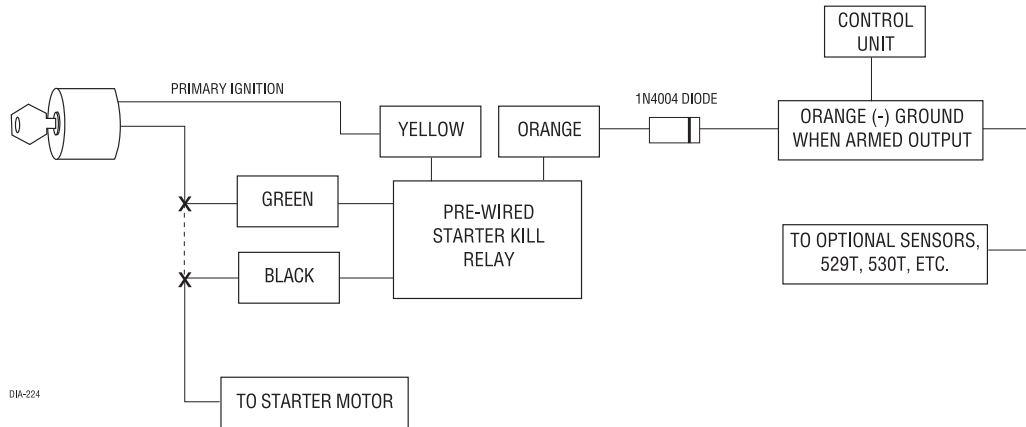 CONTROL
UNIT
PRIMARY IGNITION
1N4004 DIODE
YELLOW
ORANGE
ORANGE (-) GROUND
WHEN ARMED OUTPUT
GREEN
PRE-WIRED
STARTER KILL
RELAY
BLACK
TO OPTIONAL SENSORS,
529T, 530T, ETC.
DIA-224
TO STARTER MOTOR